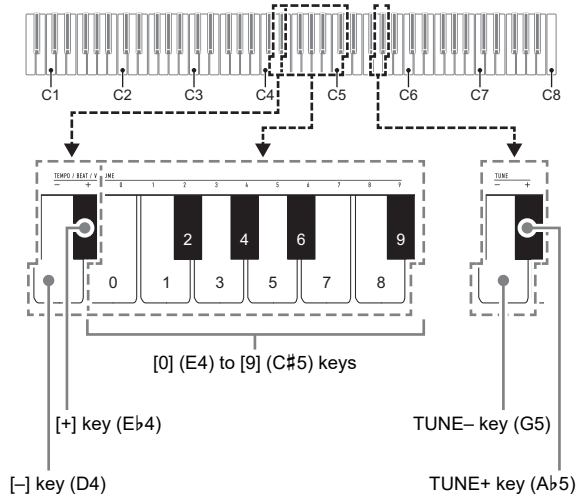 C1 C2 C3 C4 C5 C6 C7 C8
TEMPO / BEAT / V UME TUNE
− + 0 1 2 3 4 5 6 7 8 9 − +
2 4 6 9
0 1 3 5 7 8
[0] (E4) to [9] (C♯5) keys
[+] key (E♭4) TUNE– key (G5)
[–] key (D4) TUNE+ key (A♭5)